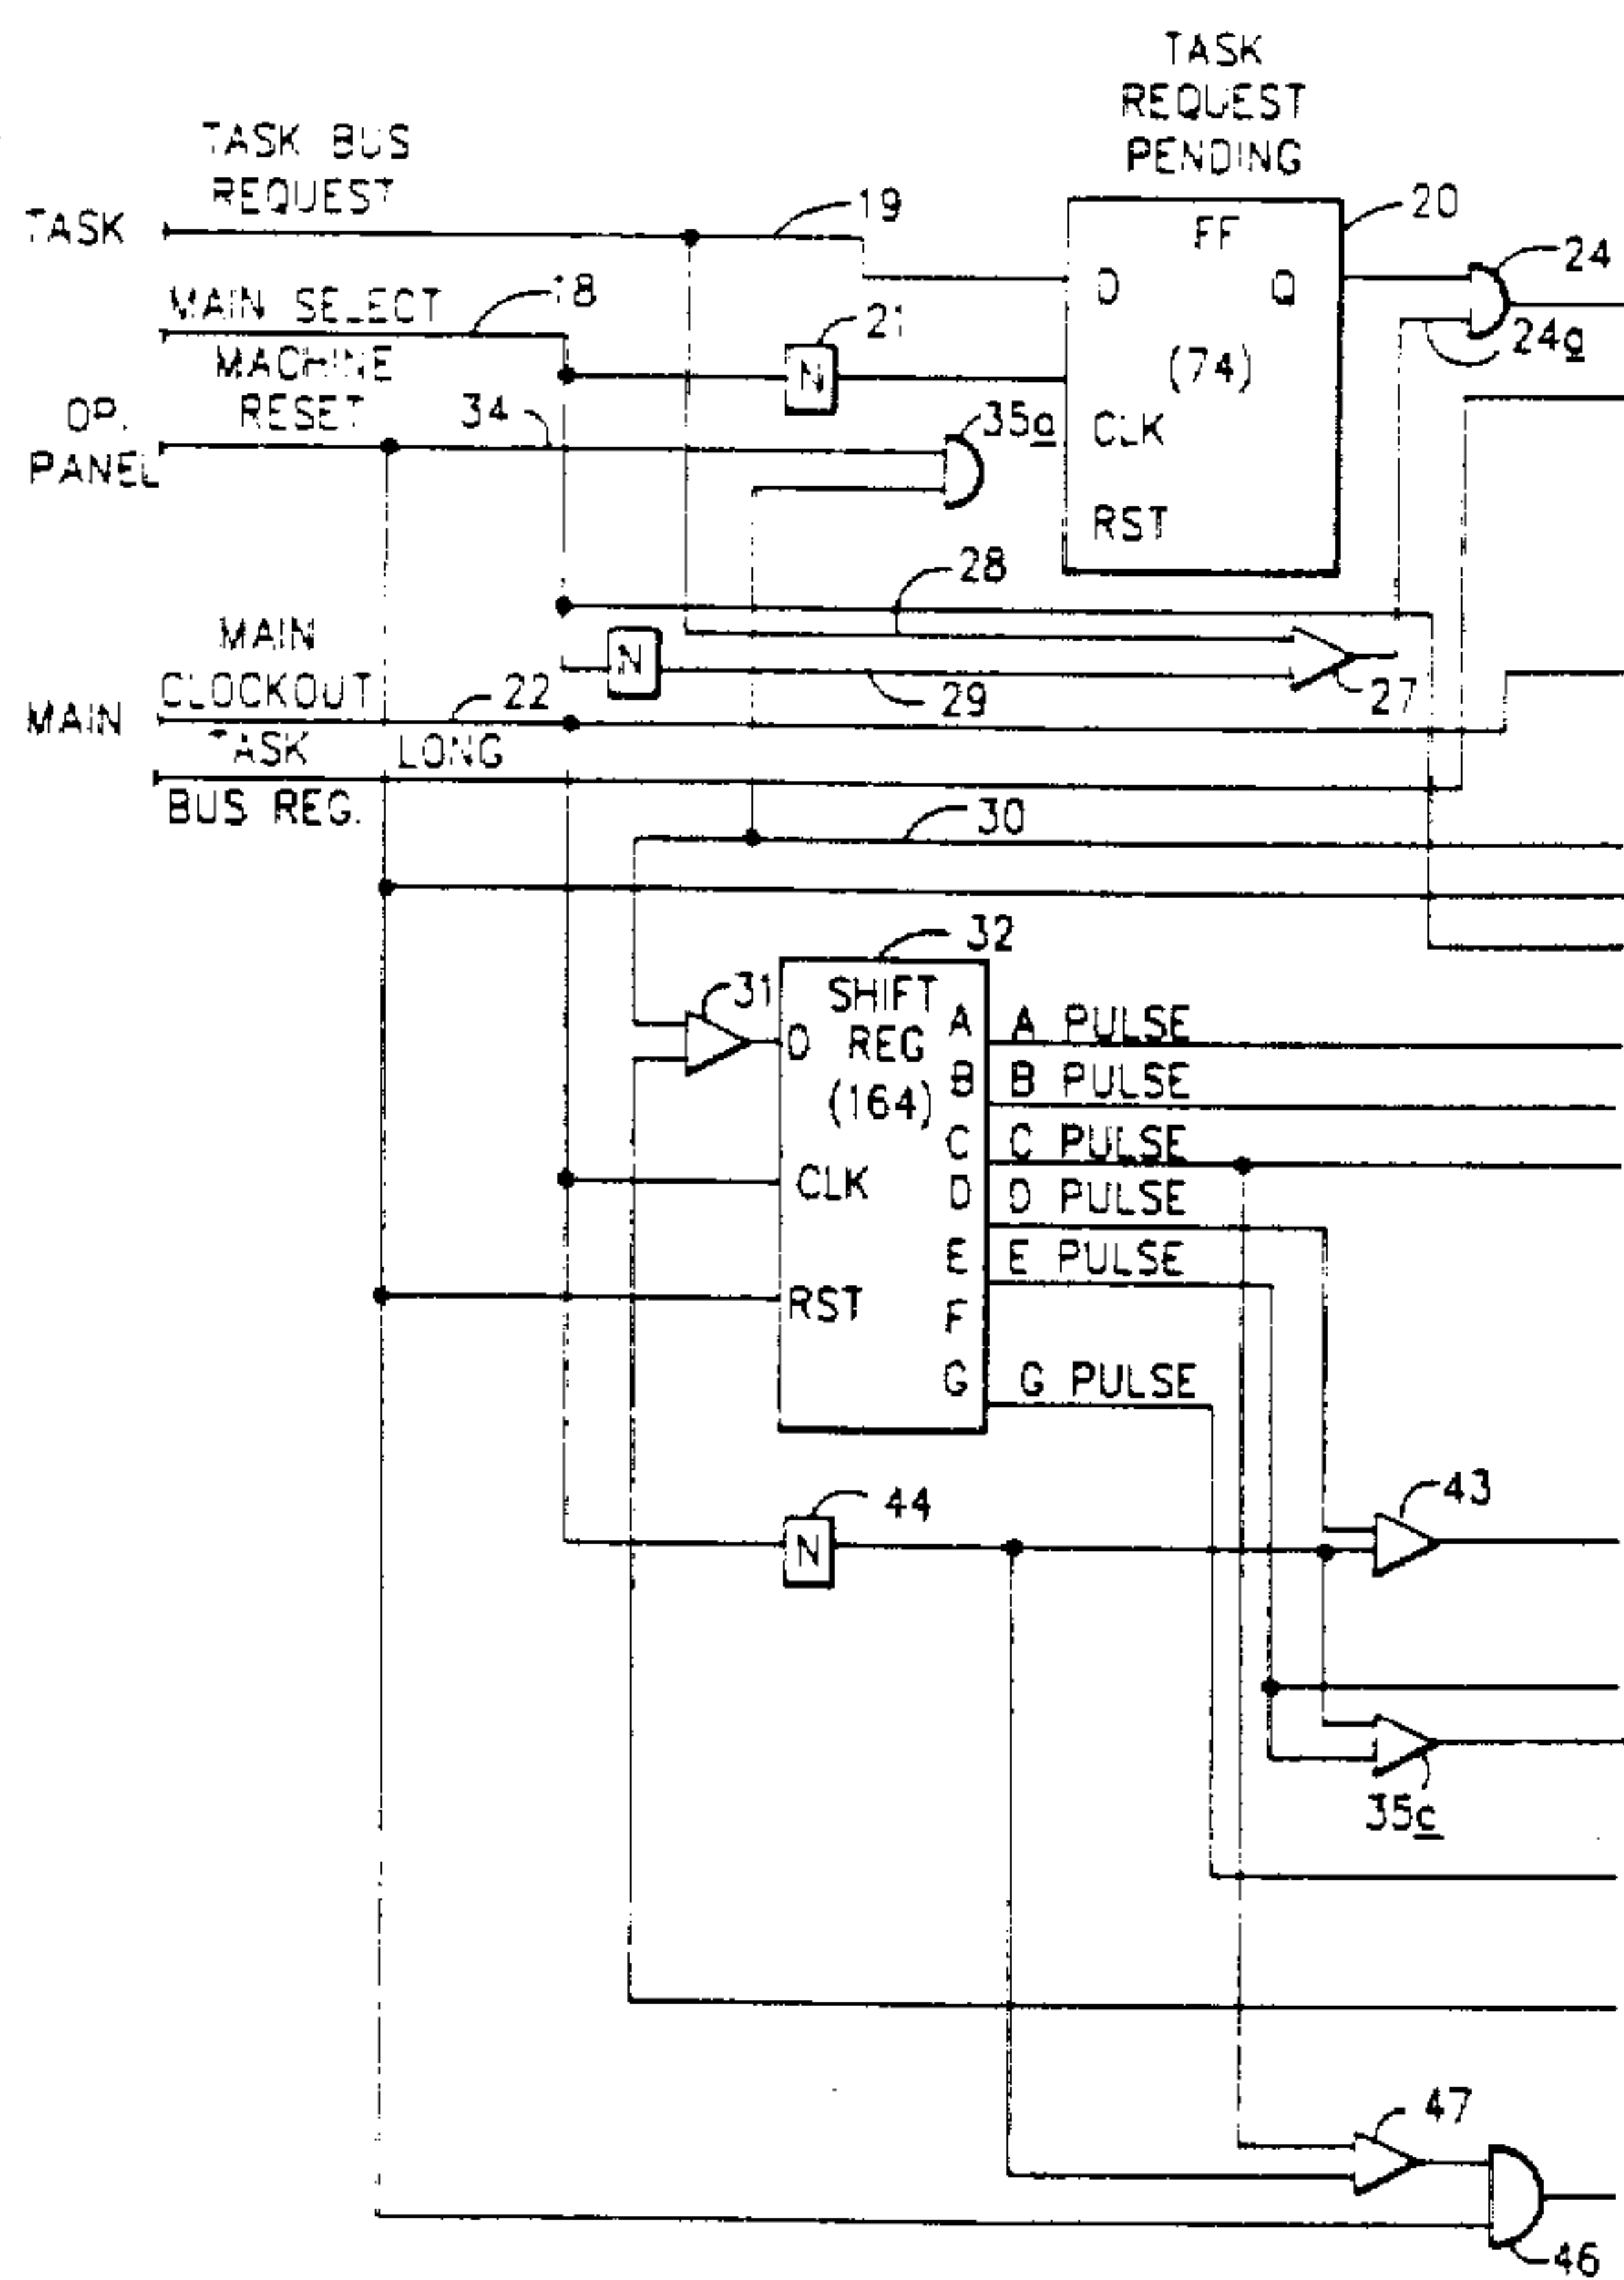 TASK
REQUEST
PENDING
TASK BUS
REQUEST
TASK
19
FF
20
D
Q
24
MAIN SELECT
18
21
N
(74)
24a
MACHINE
RESET
OP.
PANEL
34
35a
CLK
RST
28
MAIN
CLOCKOUT
N
29
27
MAIN
22
TASK LONG
BUS REG.
30
32
31
SHIFT
REG
(164)
D
A
A PULSE
B
B PULSE
C
C PULSE
CLK
D
D PULSE
E
E PULSE
RST
F
G
G PULSE
44
N
43
35c
47
46